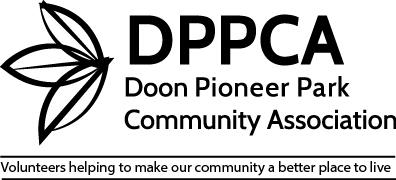 DPPCA
Doon Pioneer Park
Community Association
Volunteers helping to make our community a better place to live